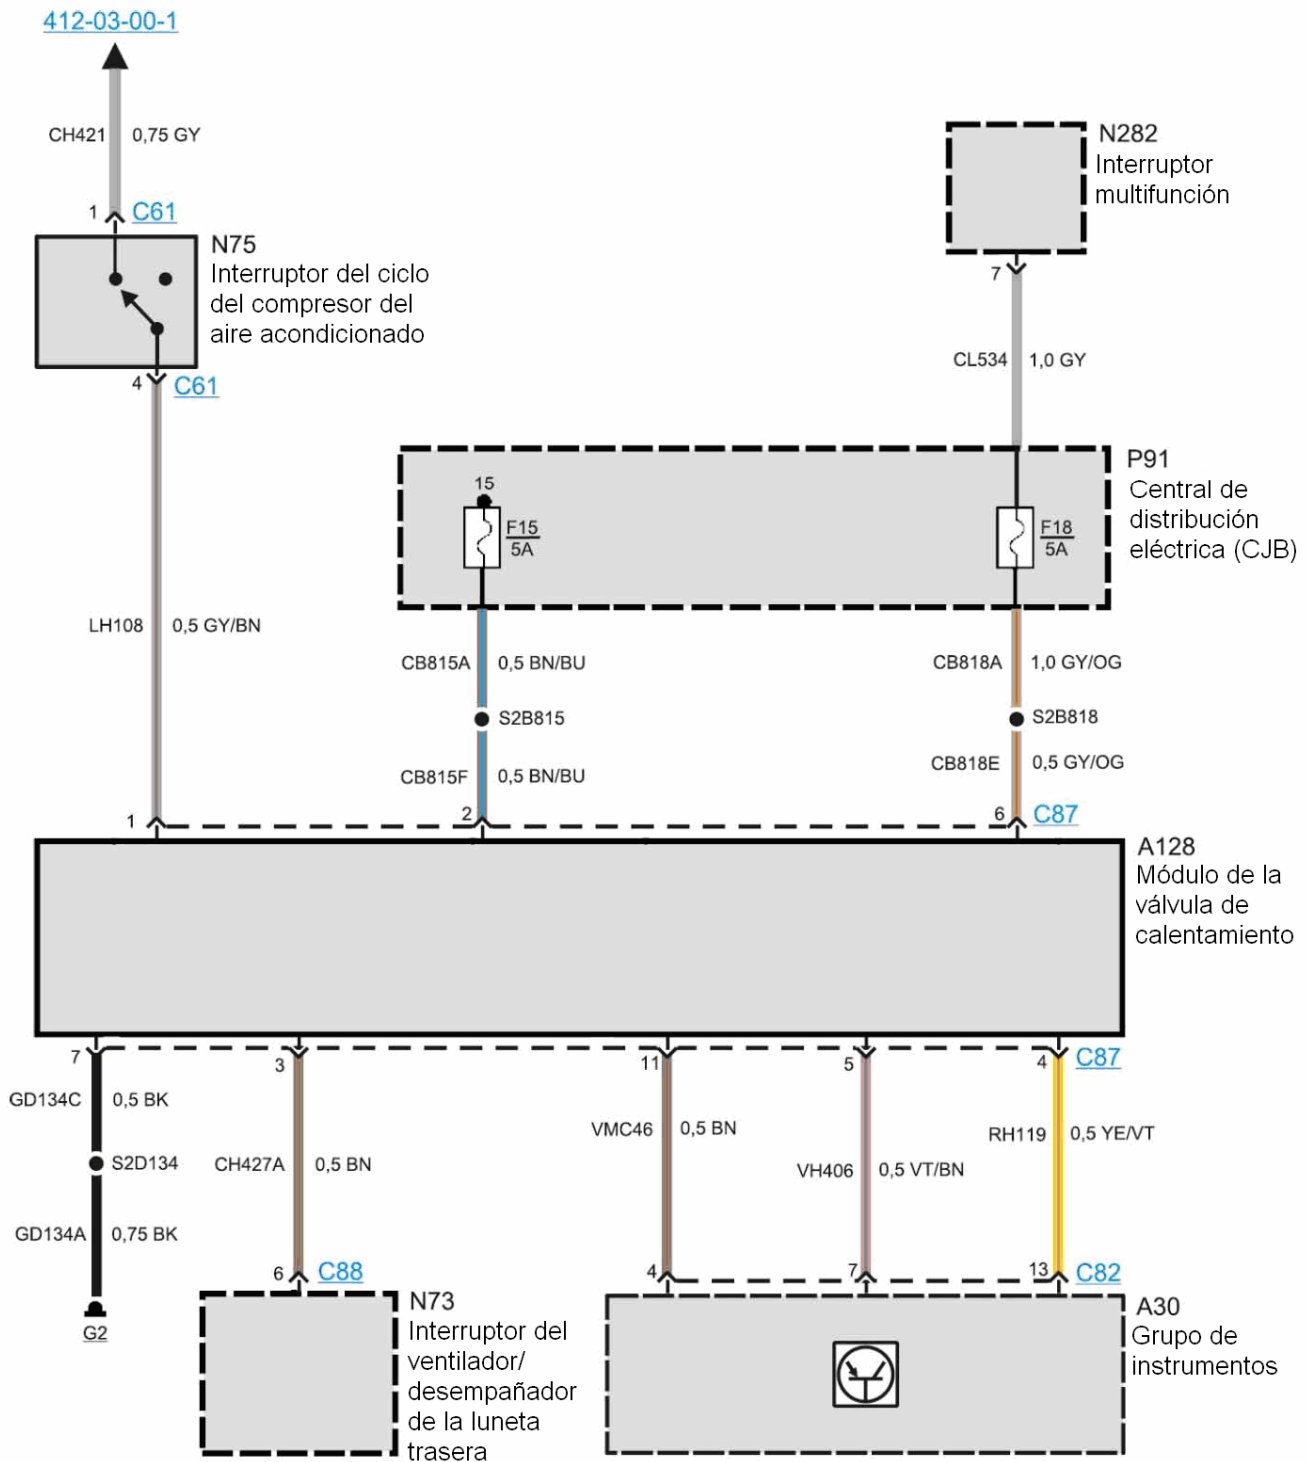 412-03-00-1
CH421
0,75 GY
1
C61
N75
Interruptor del ciclo
del compresor del
aire acondicionado
4
C61
N282
Interruptor
multifunción
7
CL534
1,0 GY
P91
Central de
distribución
eléctrica (CJB)
15
F15
5A
F18
5A
LH108
0,5 GY/BN
CB815A
0,5 BN/BU
CB818A
1,0 GY/OG
S2B815
S2B818
CB815F
0,5 BN/BU
CB818E
0,5 GY/OG
1
2
6
C87
A128
Módulo de la
válvula de
calentamiento
7
3
11
5
4
C87
GD134C
0,5 BK
VMC46
0,5 BN
RH119
0,5 YE/VT
S2D134
CH427A
0,5 BN
VH406
0,5 VT/BN
GD134A
0,75 BK
6
C88
4
7
13
C82
G2
N73
Interruptor del
ventilador/
desempañador
de la luneta
trasera
A30
Grupo de
instrumentos